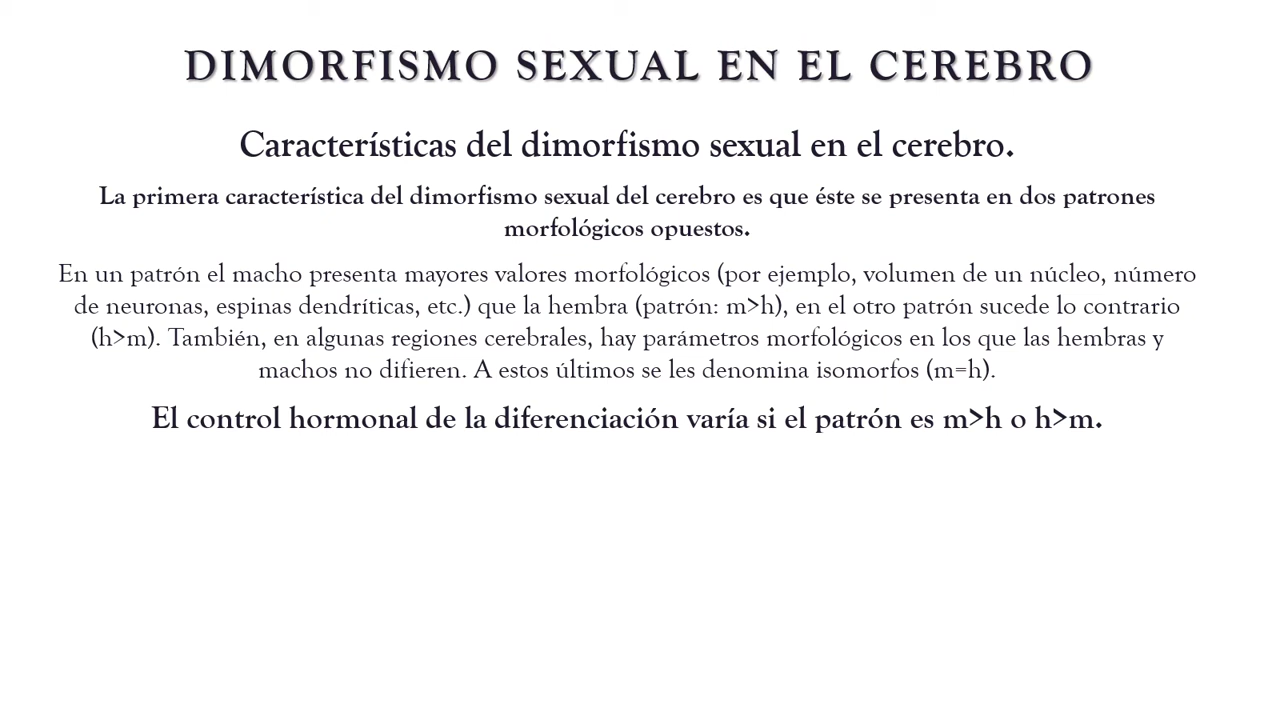 DIMORFISMO SEXUAL EN EL CEREBRO
Características del dimorfismo sexual en el cerebro.
La primera característica del dimorfismo sexual del cerebro es que éste se presenta en dos patrones
morfológicos opuestos.
En un patrón el macho presenta mayores valores morfológicos (por ejemplo, volumen de un núcleo, número
de neuronas, espinas dendríticas, etc.) que la hembra (patrón: m>h), en el otro patrón sucede lo contrario
(h>m). También, en algunas regiones cerebrales, hay parámetros morfológicos en los que las hembras y
machos no difieren. A estos últimos se les denomina isomorfos (m=h).
El control hormonal de la diferenciación varía si el patrón es m>h o h>m.